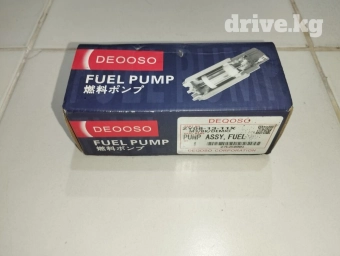 drive.kg
DEOOSO
FUEL PUMP
燃料ポンプ
DEOOSO
FUEL PUMP
燃料ポンプ
DEOOSO
PUMP ASSY, FUEL